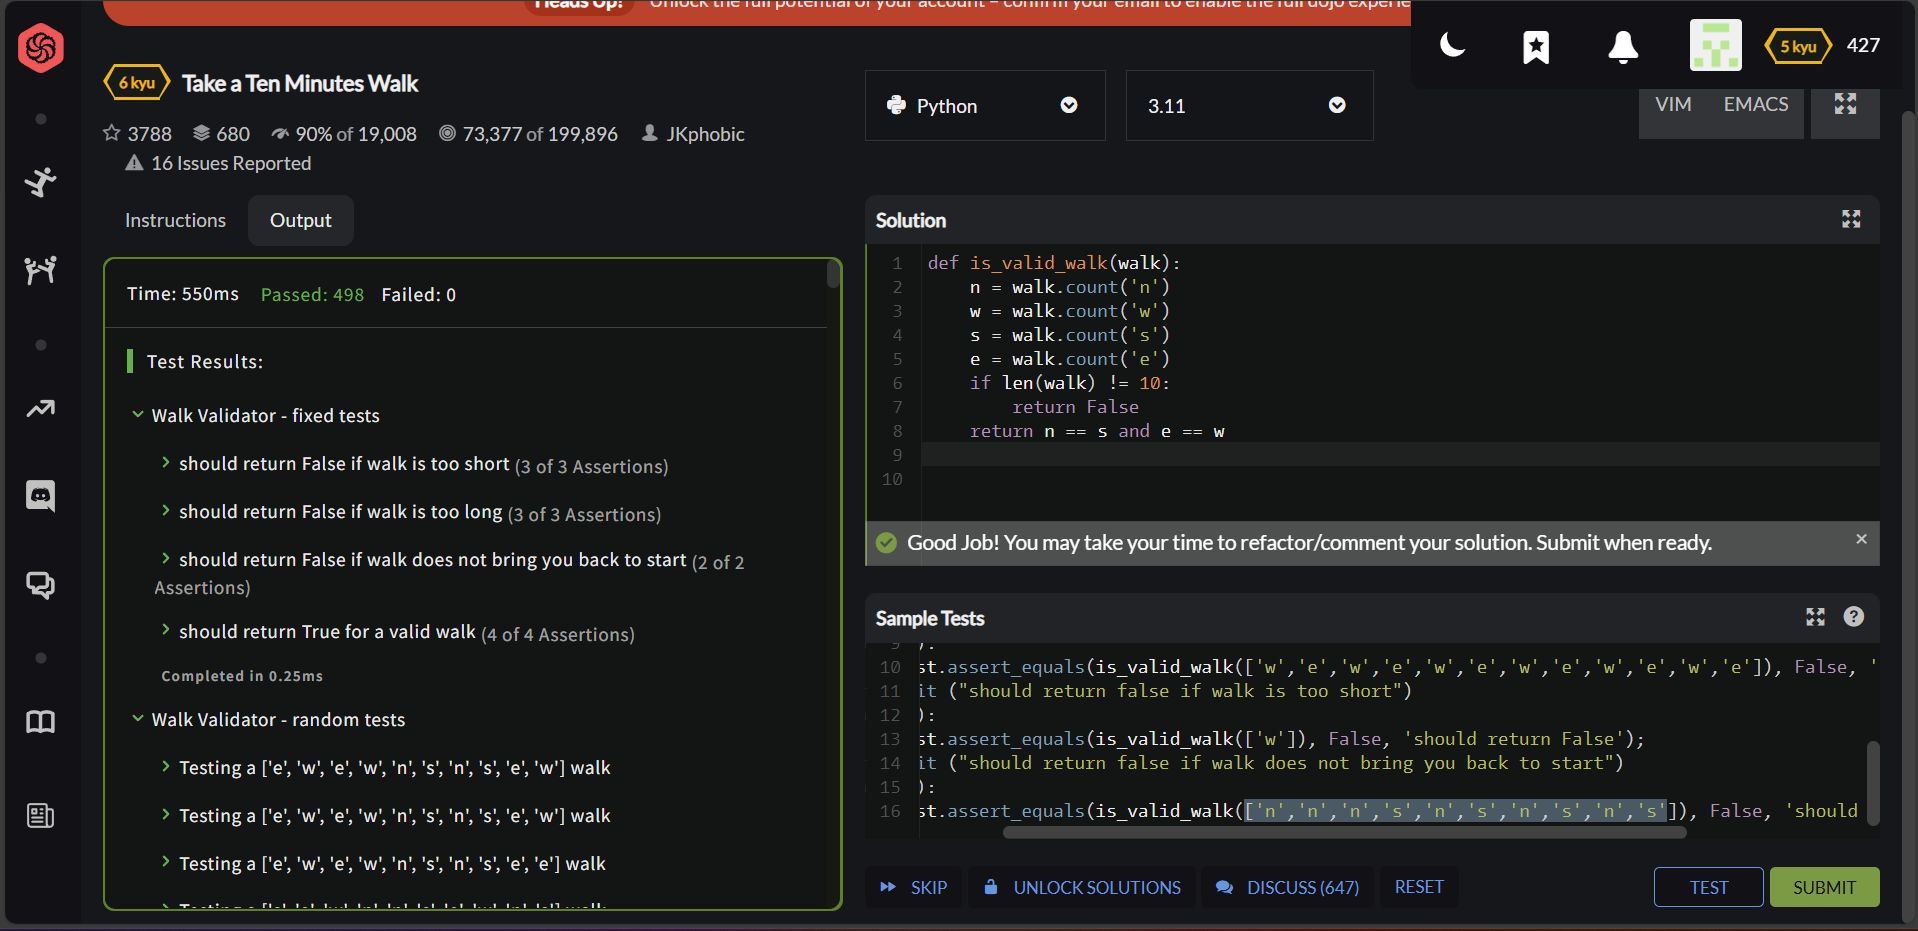 Heads Up! Unlock the full potential of your account – confirm your email to enable the full dojo experie
5 kyu 427
6 kyu Take a Ten Minutes Walk
3788 680 90% of 19,008 73,377 of 199,896 JKphobic
16 Issues Reported
Python 3.11 VIM EMACS
Instructions Output
Time: 550ms Passed: 498 Failed: 0
Test Results:
Walk Validator - fixed tests
should return False if walk is too short (3 of 3 Assertions)
should return False if walk is too long (3 of 3 Assertions)
should return False if walk does not bring you back to start (2 of 2
Assertions)
should return True for a valid walk (4 of 4 Assertions)
Completed in 0.25ms
Walk Validator - random tests
Testing a ['e', 'w', 'e', 'w', 'n', 's', 'n', 's', 'e', 'w'] walk
Testing a ['e', 'w', 'e', 'w', 'n', 's', 'n', 's', 'e', 'w'] walk
Testing a ['e', 'w', 'e', 'w', 'n', 's', 'n', 's', 'e', 'e'] walk
Solution
1 def is_valid_walk(walk):
2 n = walk.count('n')
3 w = walk.count('w')
4 s = walk.count('s')
5 e = walk.count('e')
6 if len(walk) != 10:
7 return False
8 return n == s and e == w
9
10
Good Job! You may take your time to refactor/comment your solution. Submit when ready.
Sample Tests
9 ):
10 st.assert_equals(is_valid_walk(['w','e','w','e','w','e','w','e','w','e','w','e']), False, '
11 it ("should return false if walk is too short")
12 ):
13 st.assert_equals(is_valid_walk(['w']), False, 'should return False');
14 it ("should return false if walk does not bring you back to start")
15 ):
16 st.assert_equals(is_valid_walk(['n','n','n','s','n','s','n','s','n','s']), False, 'should
SKIP UNLOCK SOLUTIONS DISCUSS (647) RESET TEST SUBMIT